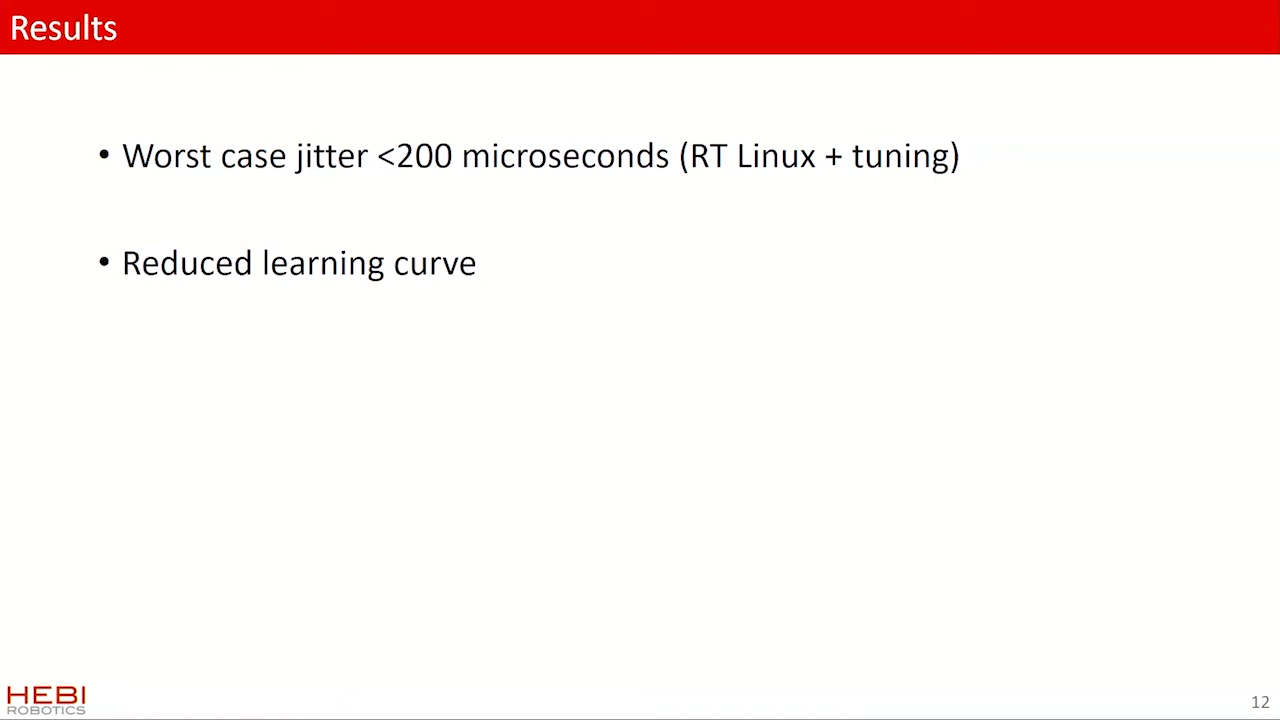 Results
• Worst case jitter <200 microseconds (RT Linux + tuning)
• Reduced learning curve
HEBI
ROBOTICS
12